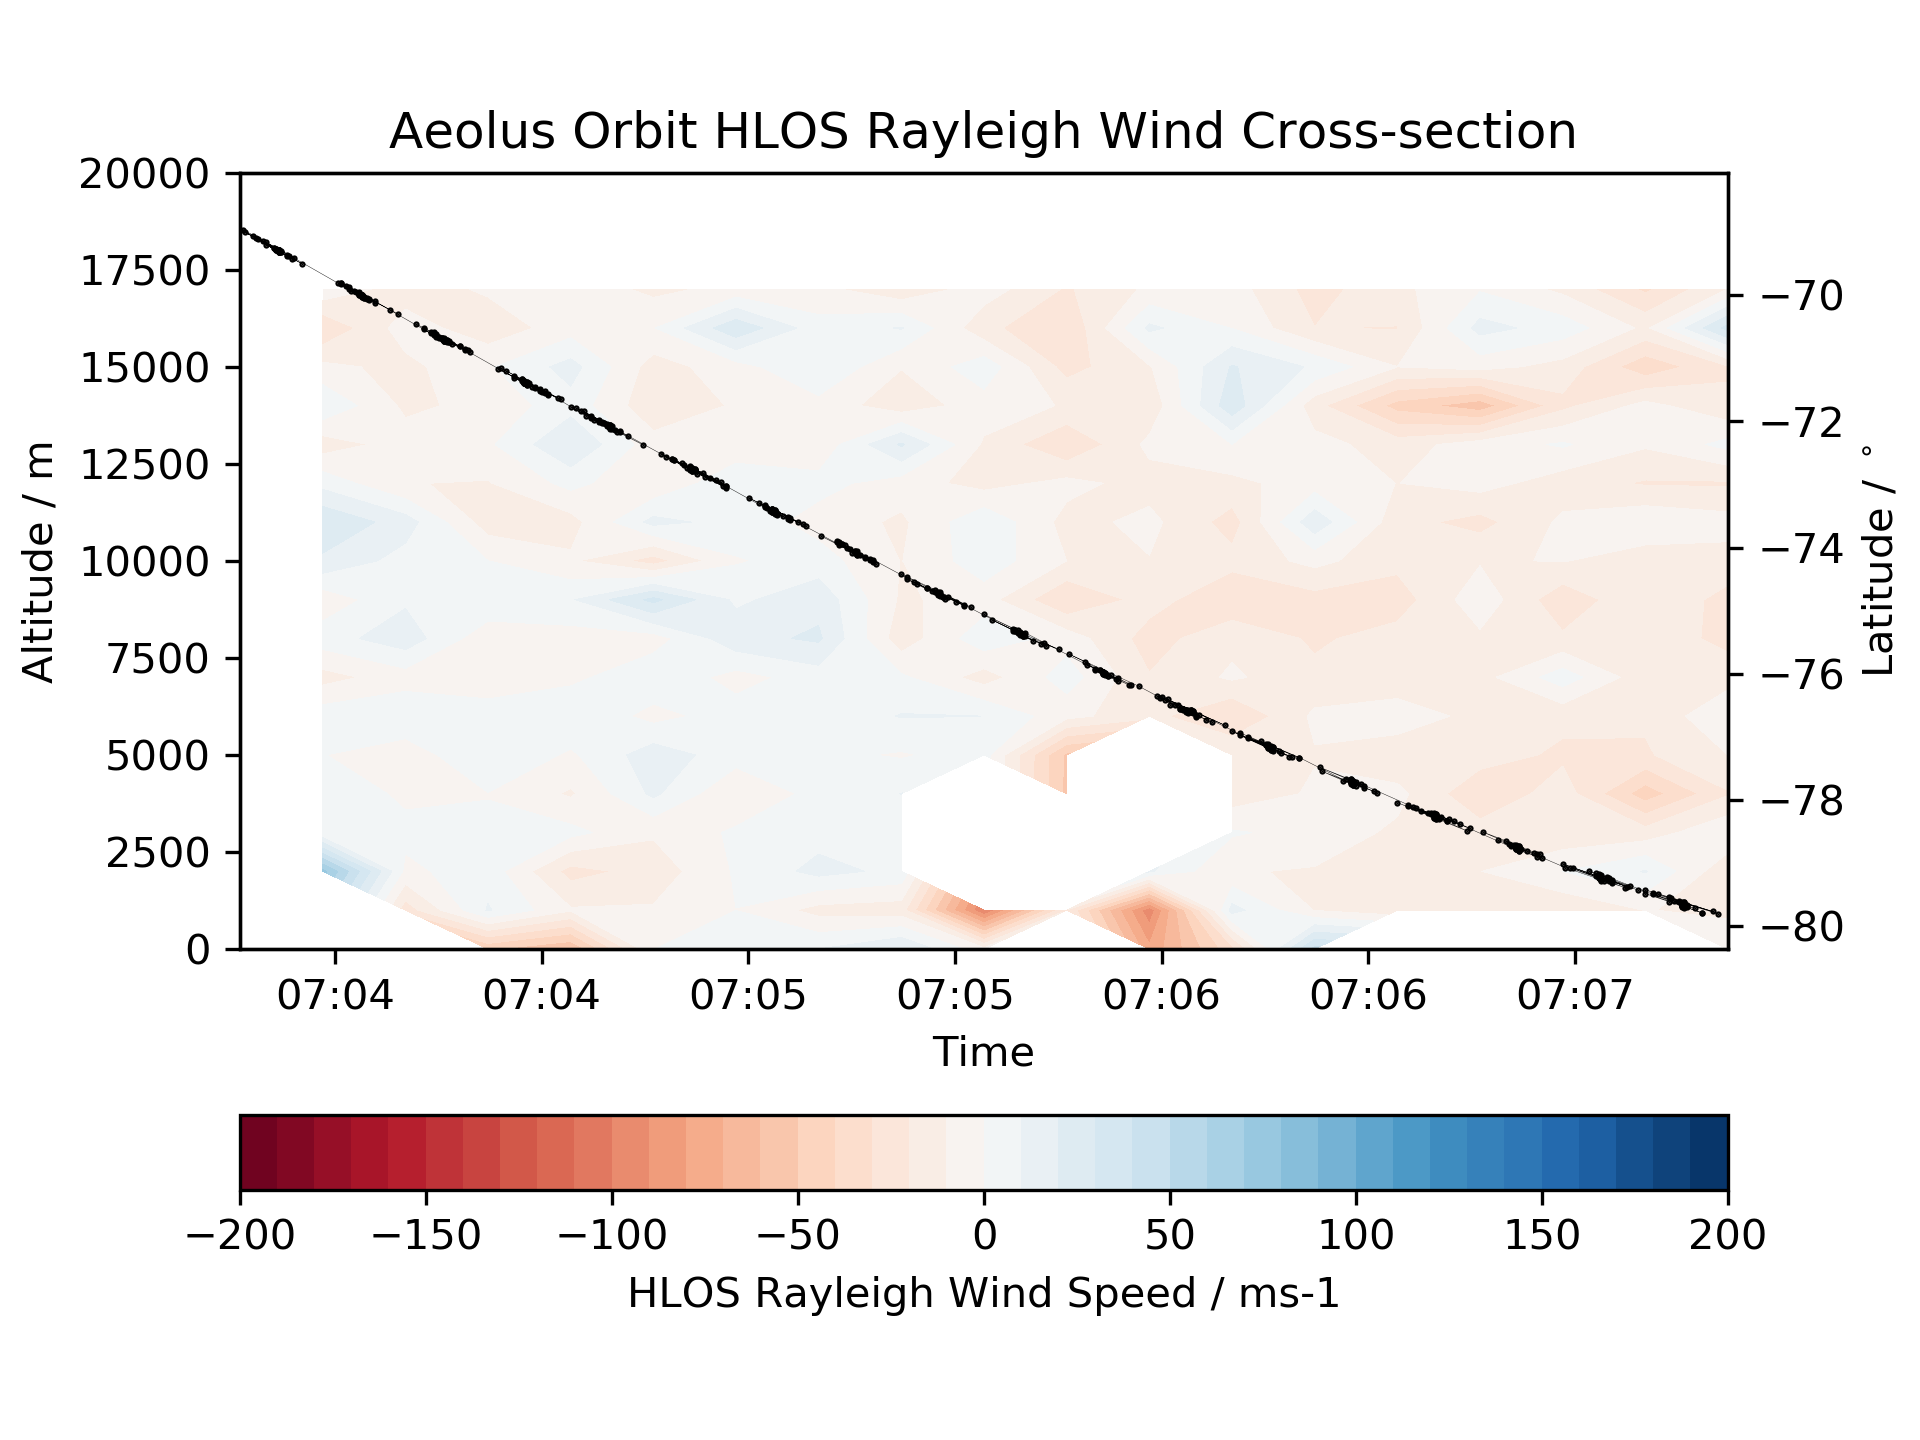 Aeolus Orbit HLOS Rayleigh Wind Cross-section
20000
17500
15000
12500
10000
7500
5000
2500
0
Altitude / m
−70
−72
−74
−76
−78
−80
Latitude / °
07:04 07:04 07:05 07:05 07:06 07:06 07:07
Time
−200 −150 −100 −50 0 50 100 150 200
HLOS Rayleigh Wind Speed / ms-1